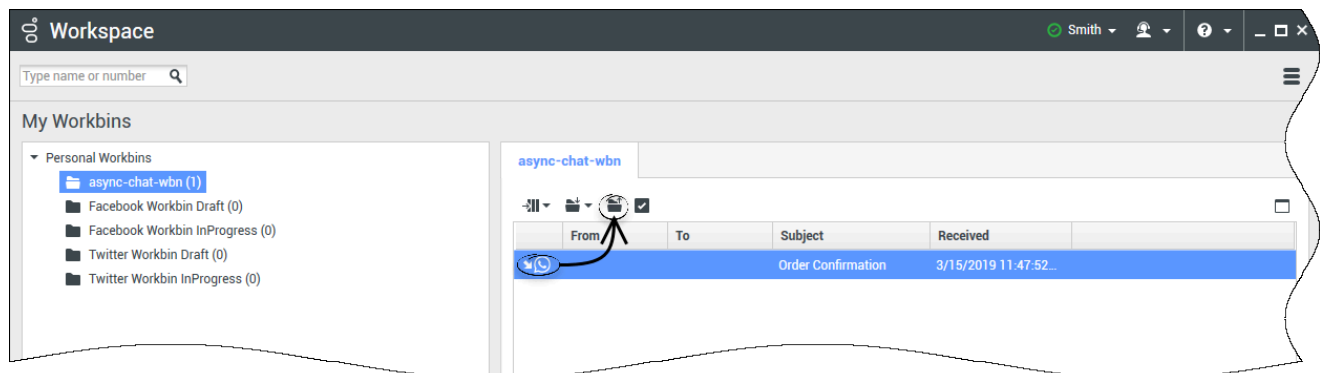 Workspace
Smith
Type name or number
My Workbins
Personal Workbins
async-chat-wbn (1)
Facebook Workbin Draft (0)
Facebook Workbin InProgress (0)
Twitter Workbin Draft (0)
Twitter Workbin InProgress (0)
async-chat-wbn
From To Subject Received
Order Confirmation 3/15/2019 11:47:52...